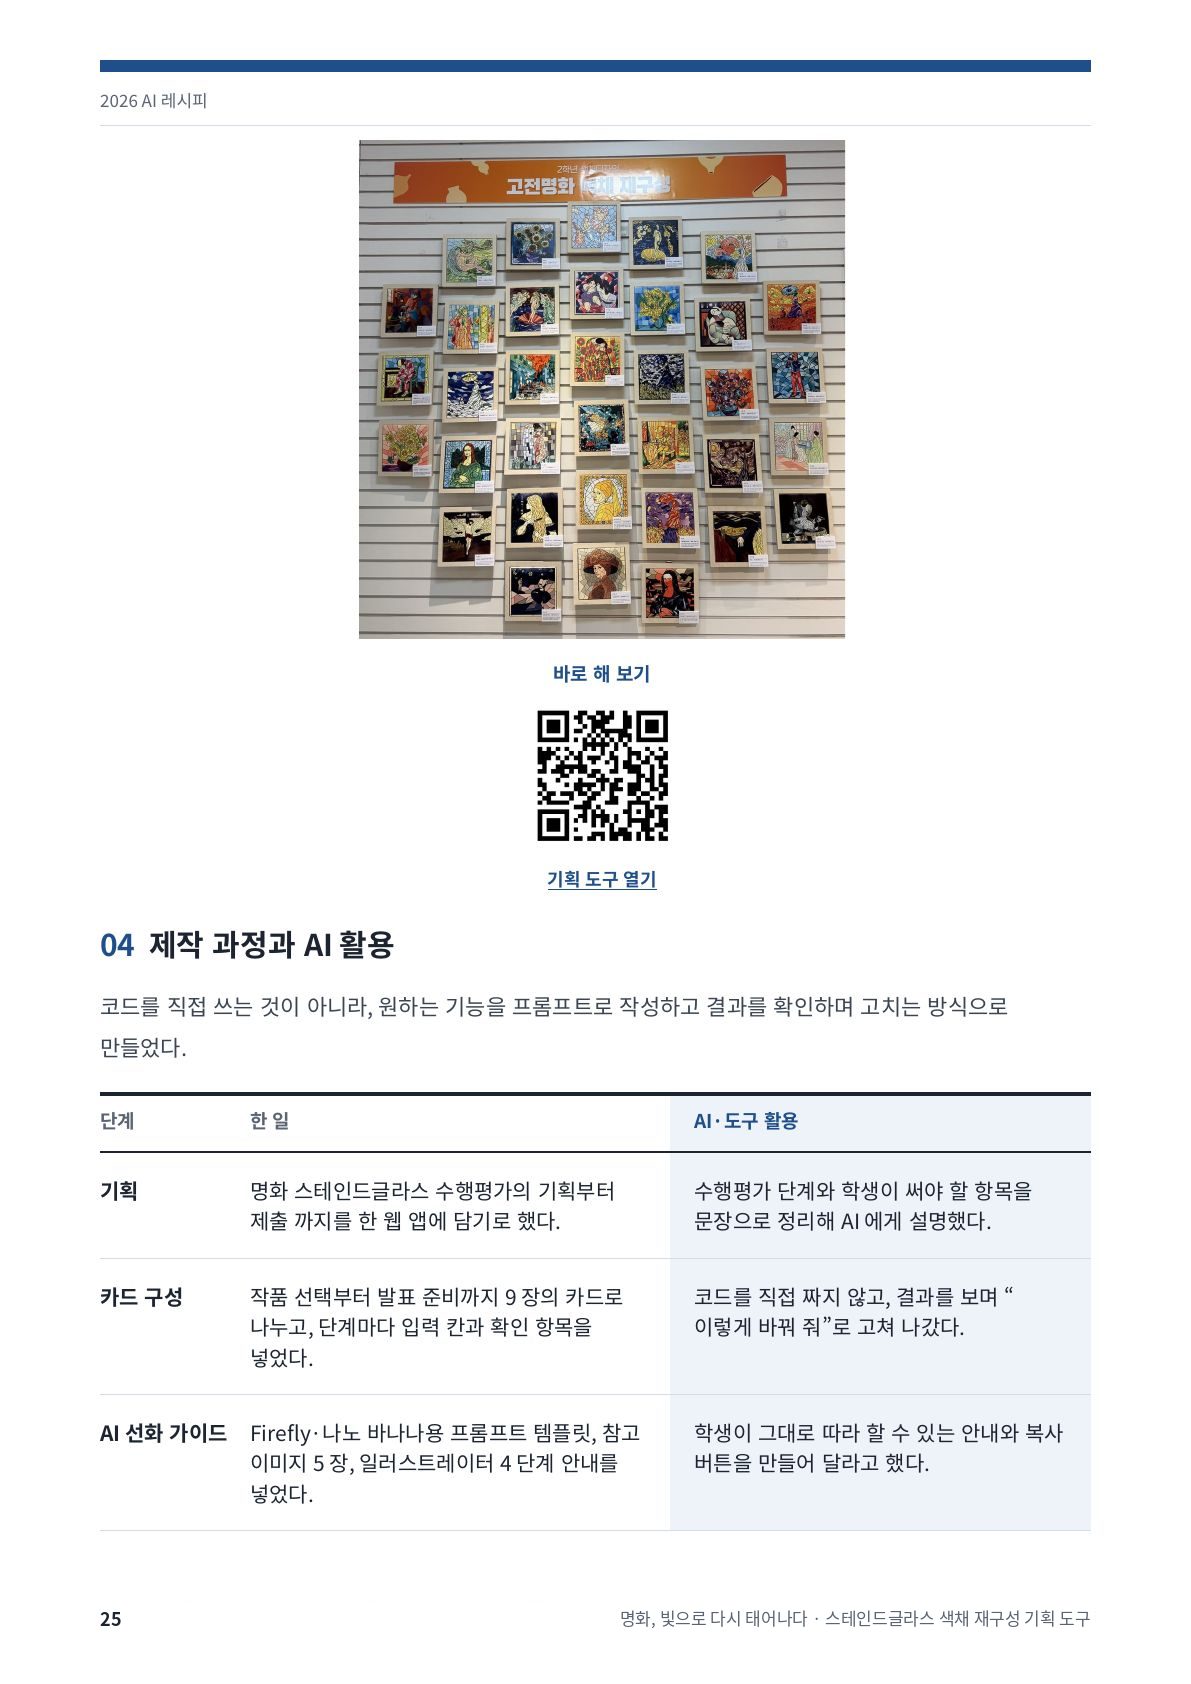 2026 AI 레시피
2학년
고전명화 색채 재구성
바로 해 보기
기획 도구 열기
04 제작 과정과 AI 활용
코드를 직접 쓰는 것이 아니라, 원하는 기능을 프롬프트로 작성하고 결과를 확인하며 고치는 방식으로
만들었다.
단계 한 일 AI·도구 활용
기획
명화 스테인드글라스 수행평가의 기획부터
제출 까지를 한 웹 앱에 담기로 했다.
수행평가 단계와 학생이 써야 할 항목을
문장으로 정리해 AI 에게 설명했다.
카드 구성
작품 선택부터 발표 준비까지 9 장의 카드로
나누고, 단계마다 입력 칸과 확인 항목을
넣었다.
코드를 직접 짜지 않고, 결과를 보며 “
이렇게 바꿔 줘”로 고쳐 나갔다.
AI 선화 가이드
Firefly·나노 바나나용 프롬프트 템플릿, 참고
이미지 5 장, 일러스트레이터 4 단계 안내를
넣었다.
학생이 그대로 따라 할 수 있는 안내와 복사
버튼을 만들어 달라고 했다.
25
명화, 빛으로 다시 태어나다 · 스테인드글라스 색채 재구성 기획 도구